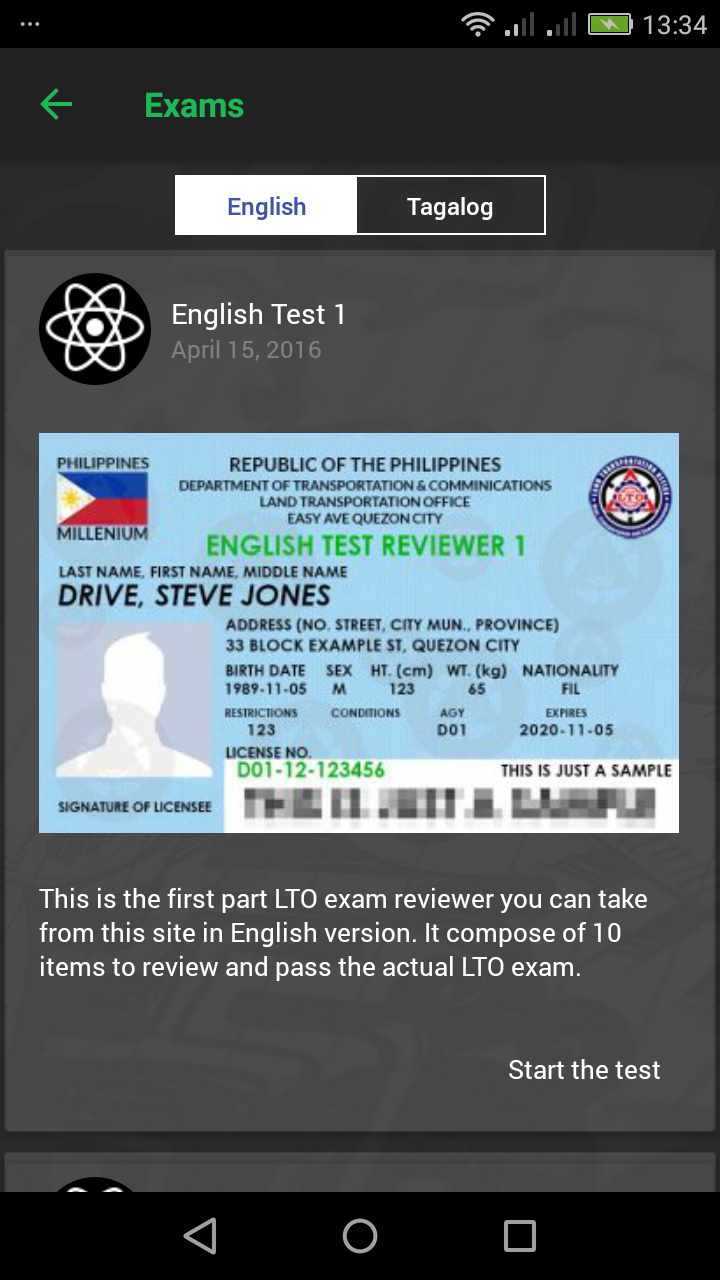 13:34
Exams
English Tagalog
English Test 1
April 15, 2016
PHILIPPINES
MILLENIUM
REPUBLIC OF THE PHILIPPINES
DEPARTMENT OF TRANSPORTATION & COMMINICATIONS
LAND TRANSPORTATION OFFICE
EASY AVE QUEZON CITY
LTO
ENGLISH TEST REVIEWER 1
LAST NAME, FIRST NAME, MIDDLE NAME
DRIVE, STEVE JONES
ADDRESS (NO. STREET, CITY MUN., PROVINCE)
33 BLOCK EXAMPLE ST, QUEZON CITY
BIRTH DATE SEX HT. (cm) WT. (kg) NATIONALITY
1989-11-05 M 123 65 FIL
RESTRICTIONS CONDITIONS AGY EXPIRES
123 D01 2020-11-05
LICENSE NO.
D01-12-123456 THIS IS JUST A SAMPLE
SIGNATURE OF LICENSEE
This is the first part LTO exam reviewer you can take
from this site in English version. It compose of 10
items to review and pass the actual LTO exam.
Start the test